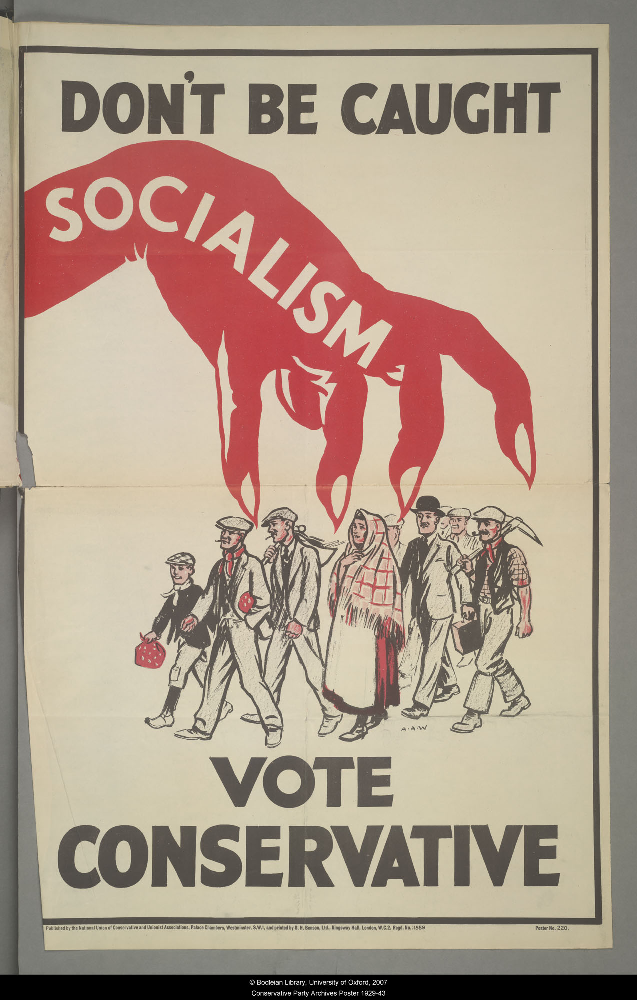 DON'T BE CAUGHT
SOCIALISM
A·A·W
VOTE
CONSERVATIVE
Published by the National Union of Conservative and Unionist Associations, Palace Chambers, Westminster, S.W.1, and printed by S. H. Benson, Ltd., Kingsway Hall, London, W.C.2. Regd. No. 1559
Poster No. 220.
© Bodleian Library, University of Oxford, 2007
Conservative Party Archives Poster 1929-43